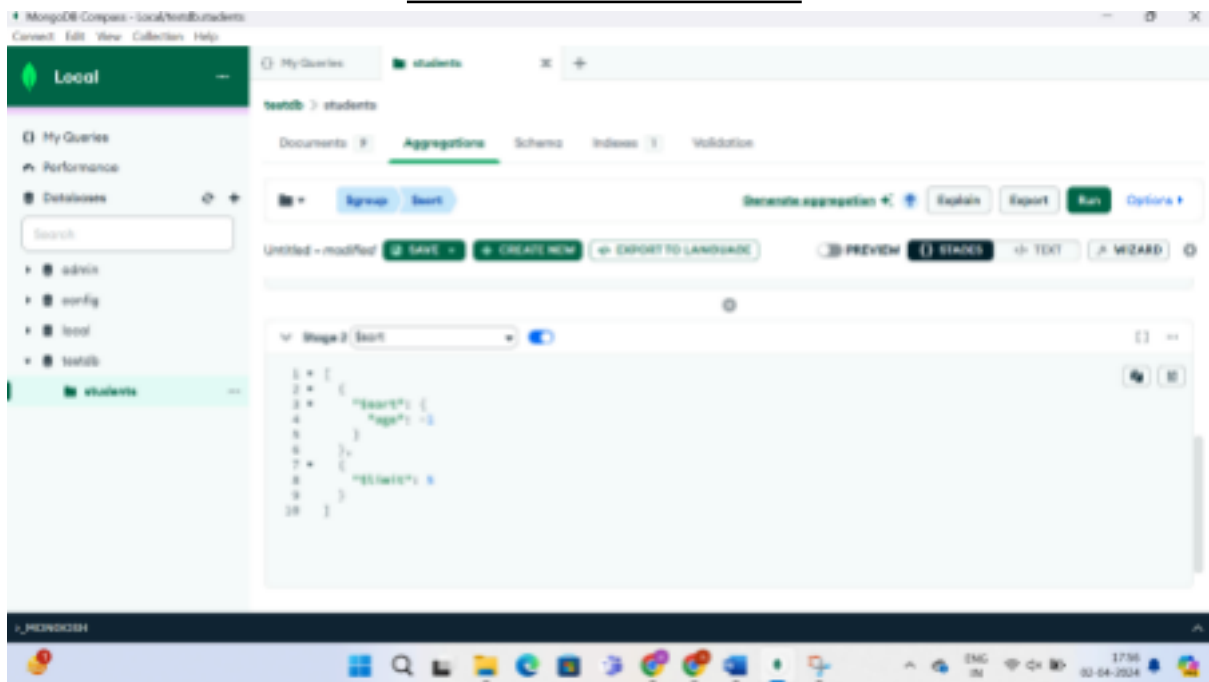 MongoDB Compass - Local/testdb.students
Connect Edit View Collection Help
Local
My Queries
students
testdb > students
My Queries
Performance
Databases
Search
admin
config
local
testdb
students
Documents 9 Aggregations Schema Indexes 1 Validation
$group $sort Generate aggregation Explain Export Run Options
Untitled - modified SAVE CREATE NEW EXPORT TO LANGUAGE PREVIEW {} STAGES </> TEXT WIZARD
Stage 2 $sort
1 [
2 {
3 "$sort": {
4 "age": -1
5 }
6 },
7 {
8 "$limit": 5
9 }
10 ]
>_MONGOSH
ENG
IN
17:56
02-04-2024